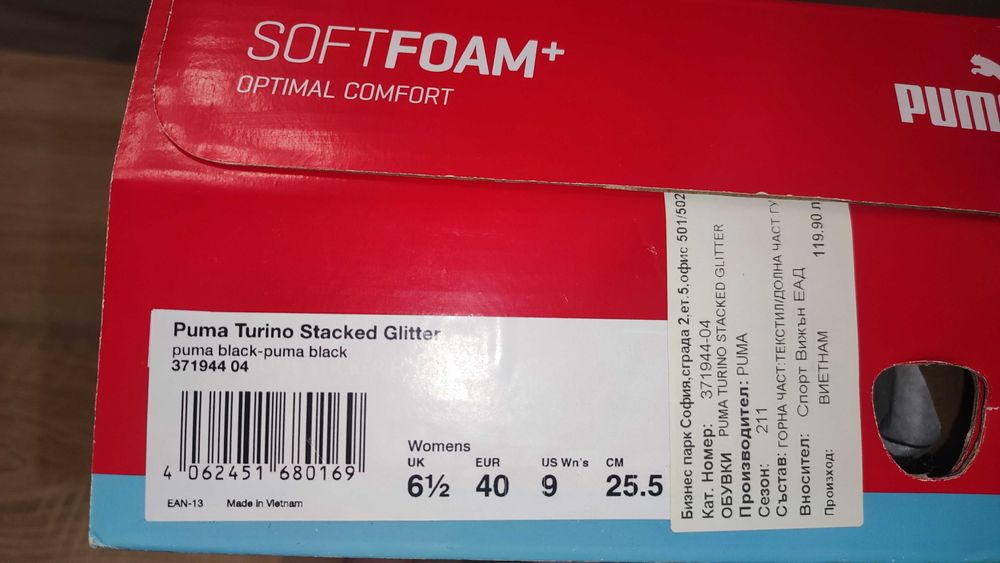 SOFTFOAM+
OPTIMAL COMFORT
PUMA
Puma Turino Stacked Glitter
puma black-puma black
371944 04
4 062451 680169
EAN-13 Made in Vietnam
Womens
UK EUR US Wn's CM
6½ 40 9 25.5
Бизнес парк София,сграда 2,ет.5,офис 501/502
Кат. Номер: 371944-04
ОБУВКИ PUMA TURINO STACKED GLITTER
Производител: PUMA
Сезон: 211
Състав: ГОРНА ЧАСТ:ТЕКСТИЛ/ДОЛНА ЧАСТ:ГУ
Вносител: Спорт Вижън ЕАД
Произход: ВИЕТНАМ 119.90 л